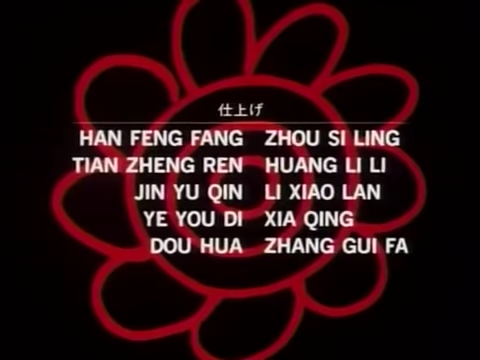 仕上げ
HAN FENG FANG ZHOU SI LING
TIAN ZHENG REN HUANG LI LI
JIN YU QIN LI XIAO LAN
YE YOU DI XIA QING
DOU HUA ZHANG GUI FA